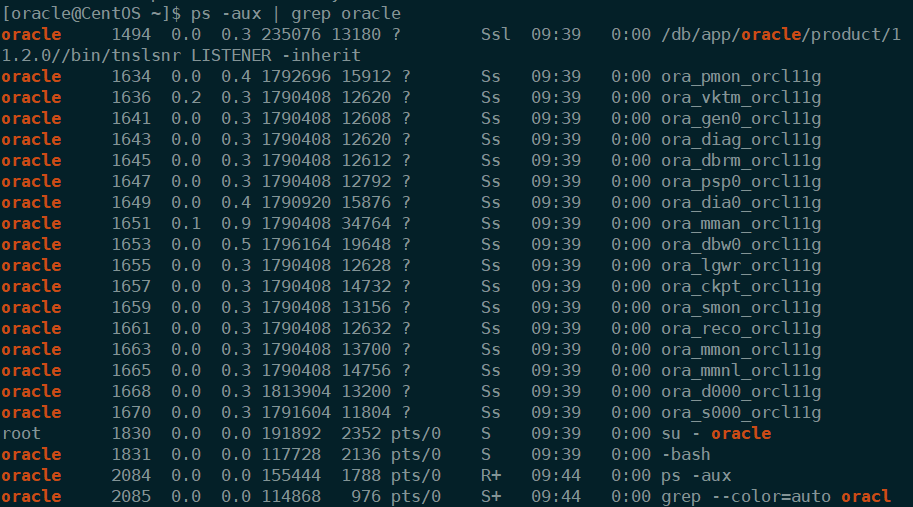 [oracle@CentOS ~]$ ps -aux | grep oracle
oracle     1494  0.0  0.3 235076 13180 ?        Ssl  09:39   0:00 /db/app/oracle/product/1
1.2.0//bin/tnslsnr LISTENER -inherit
oracle     1634  0.0  0.4 1792696 15912 ?       Ss   09:39   0:00 ora_pmon_orcl11g
oracle     1636  0.2  0.3 1790408 12620 ?       Ss   09:39   0:00 ora_vktm_orcl11g
oracle     1641  0.0  0.3 1790408 12608 ?       Ss   09:39   0:00 ora_gen0_orcl11g
oracle     1643  0.0  0.3 1790408 12620 ?       Ss   09:39   0:00 ora_diag_orcl11g
oracle     1645  0.0  0.3 1790408 12612 ?       Ss   09:39   0:00 ora_dbrm_orcl11g
oracle     1647  0.0  0.3 1790408 12792 ?       Ss   09:39   0:00 ora_psp0_orcl11g
oracle     1649  0.0  0.4 1790920 15876 ?       Ss   09:39   0:00 ora_dia0_orcl11g
oracle     1651  0.1  0.9 1790408 34764 ?       Ss   09:39   0:00 ora_mman_orcl11g
oracle     1653  0.0  0.5 1796164 19648 ?       Ss   09:39   0:00 ora_dbw0_orcl11g
oracle     1655  0.0  0.3 1790408 12628 ?       Ss   09:39   0:00 ora_lgwr_orcl11g
oracle     1657  0.0  0.3 1790408 14732 ?       Ss   09:39   0:00 ora_ckpt_orcl11g
oracle     1659  0.0  0.3 1790408 13156 ?       Ss   09:39   0:00 ora_smon_orcl11g
oracle     1661  0.0  0.3 1790408 12632 ?       Ss   09:39   0:00 ora_reco_orcl11g
oracle     1663  0.0  0.3 1790408 13700 ?       Ss   09:39   0:00 ora_mmon_orcl11g
oracle     1665  0.0  0.3 1790408 14756 ?       Ss   09:39   0:00 ora_mmnl_orcl11g
oracle     1668  0.0  0.3 1813904 13200 ?       Ss   09:39   0:00 ora_d000_orcl11g
oracle     1670  0.0  0.3 1791604 11804 ?       Ss   09:39   0:00 ora_s000_orcl11g
root       1830  0.0  0.0 191892  2352 pts/0    S    09:39   0:00 su - oracle
oracle     1831  0.0  0.0 117728  2136 pts/0    S    09:39   0:00 -bash
oracle     2084  0.0  0.0 155444  1788 pts/0    R+   09:44   0:00 ps -aux
oracle     2085  0.0  0.0 114868   976 pts/0    S+   09:44   0:00 grep --color=auto oracl